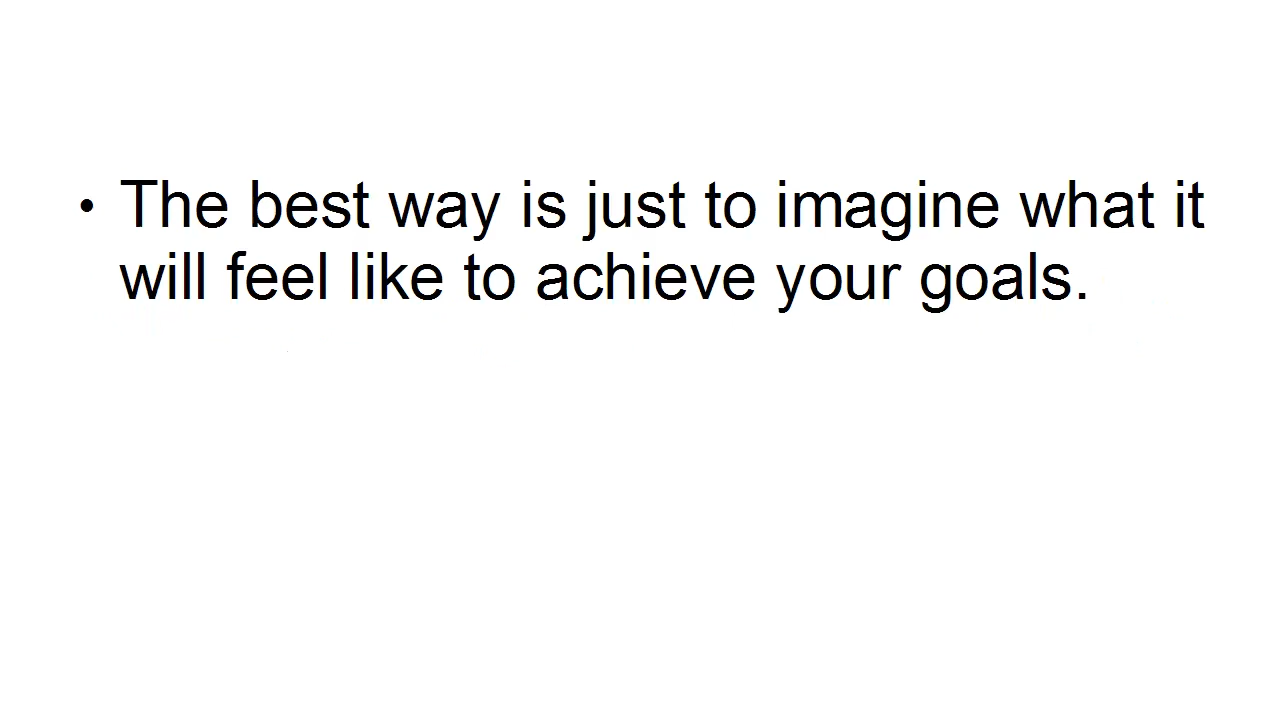 • The best way is just to imagine what it
will feel like to achieve your goals.